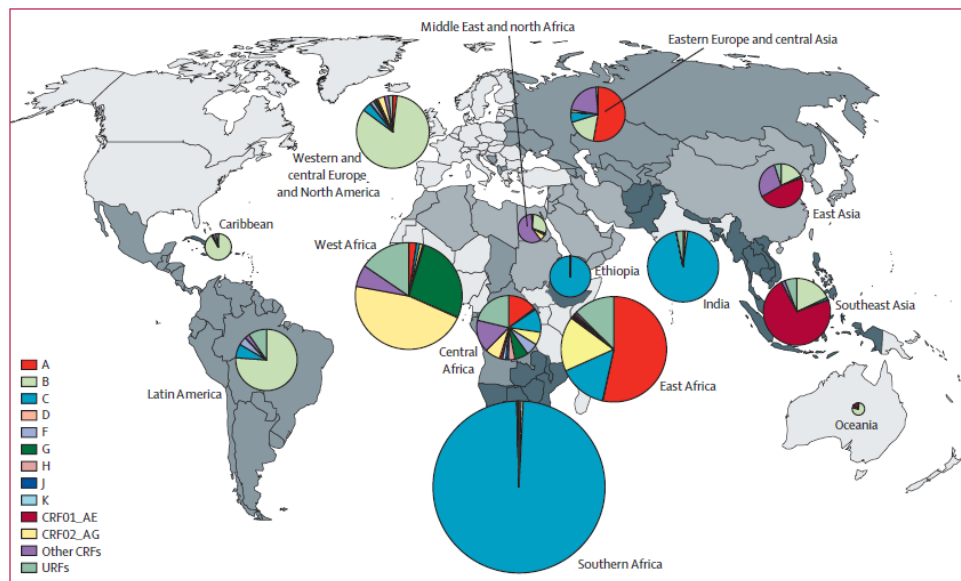 Middle East and north Africa
Eastern Europe and central Asia
Western and
central Europe
and North America
East Asia
Caribbean
West Africa
Ethiopia
India
Southeast Asia
Central
Africa
East Africa
Latin America
Oceania
Southern Africa
A
B
C
D
F
G
H
J
K
CRF01_AE
CRF02_AG
Other CRFs
URFs